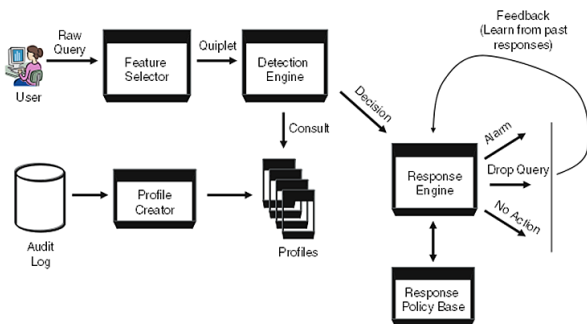 Raw
Query
User
Feature
Selector
Quiplet
Detection
Engine
Consult
Decision
Feedback
(Learn from past
responses)
Response
Engine
Alarm
Drop Query
No Action
Audit
Log
Profile
Creator
Profiles
Response
Policy Base